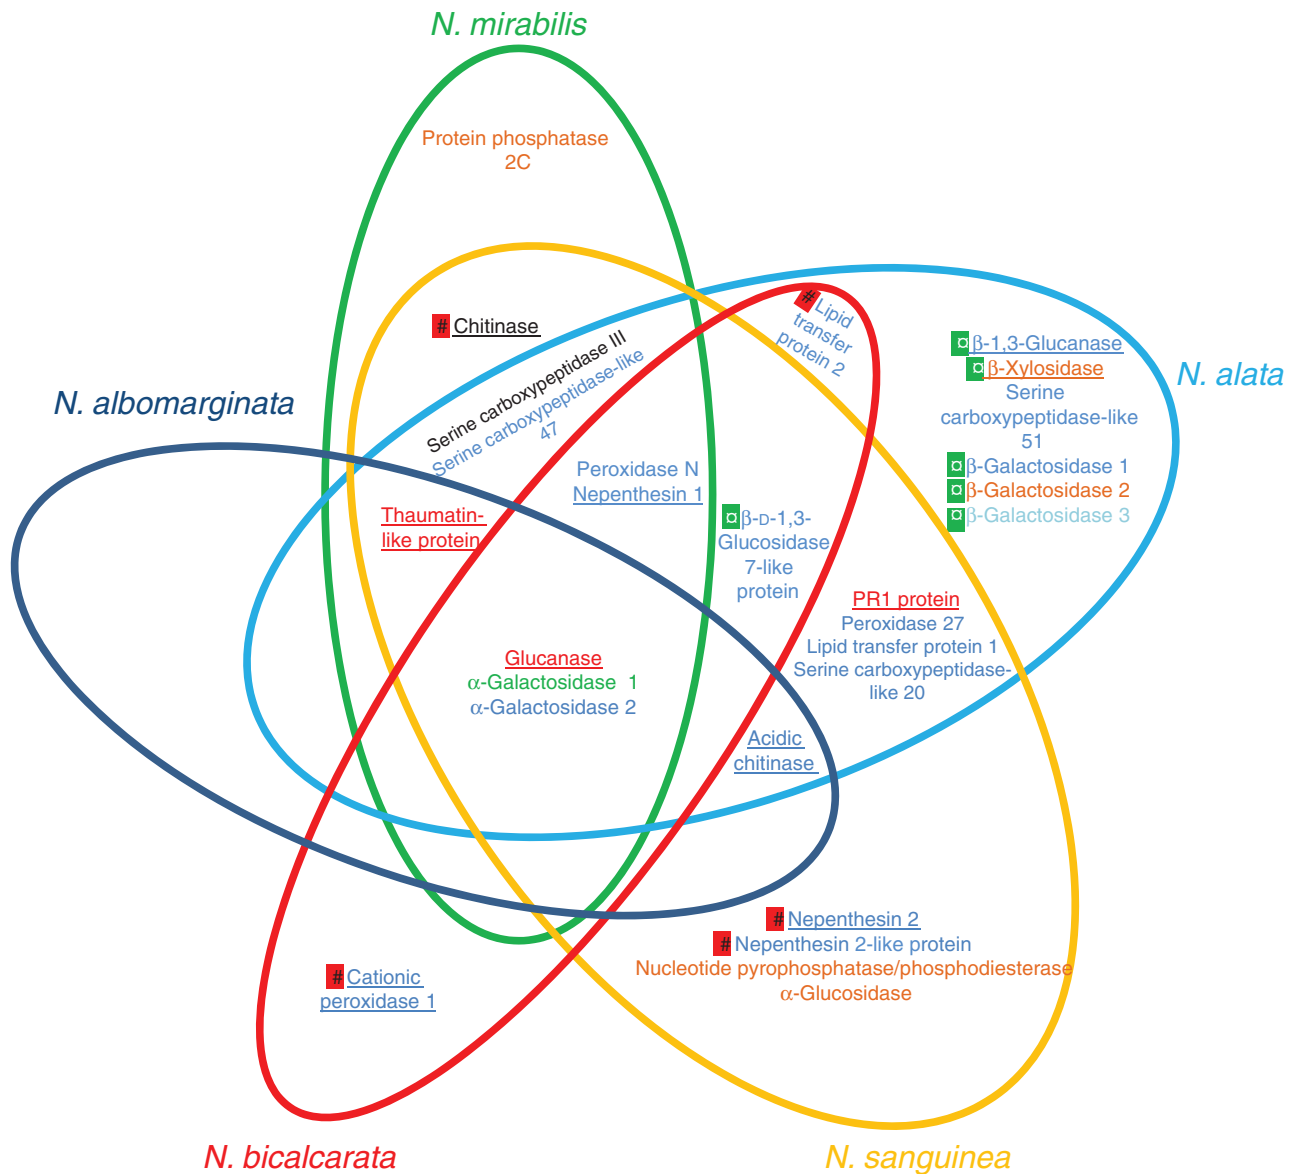 N. mirabilis
Protein phosphatase
2C
# Chitinase
Serine carboxypeptidase III
Serine carboxypeptidase-like
47
# Lipid
transfer
protein 2
¤ β-1,3-Glucanase
¤ β-Xylosidase
Serine
carboxypeptidase-like
51
¤ β-Galactosidase 1
¤ β-Galactosidase 2
¤ β-Galactosidase 3
N. alata
N. albomarginata
Thaumatin-
like protein
Peroxidase N
Nepenthesin 1
¤ β-D-1,3-
Glucosidase
7-like
protein
PR1 protein
Peroxidase 27
Lipid transfer protein 1
Serine carboxypeptidase-
like 20
Glucanase
α-Galactosidase 1
α-Galactosidase 2
Acidic
chitinase
# Nepenthesin 2
# Nepenthesin 2-like protein
Nucleotide pyrophosphatase/phosphodiesterase
α-Glucosidase
# Cationic
peroxidase 1
N. bicalcarata
N. sanguinea